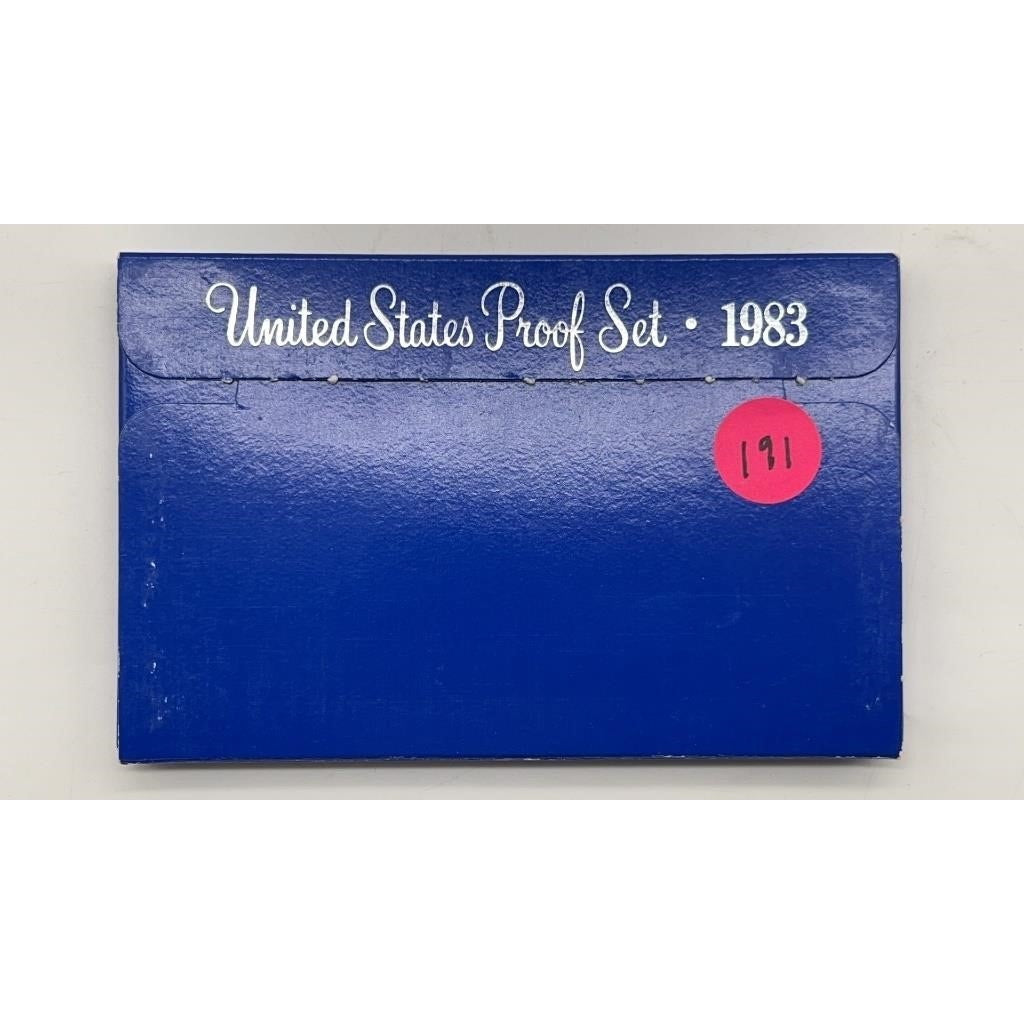 United States Proof Set · 1983
191